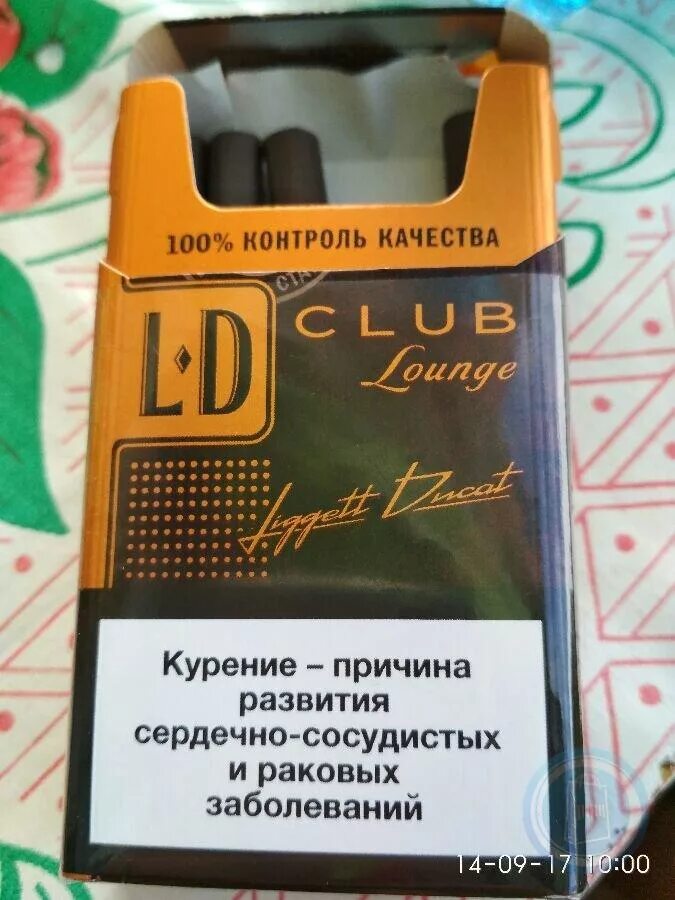 100% КОНТРОЛЬ КАЧЕСТВА
L·D
CLUB
Lounge
Liggett Ducat
Курение – причина
развития
сердечно-сосудистых
и раковых
заболеваний
14-09-17 10:00